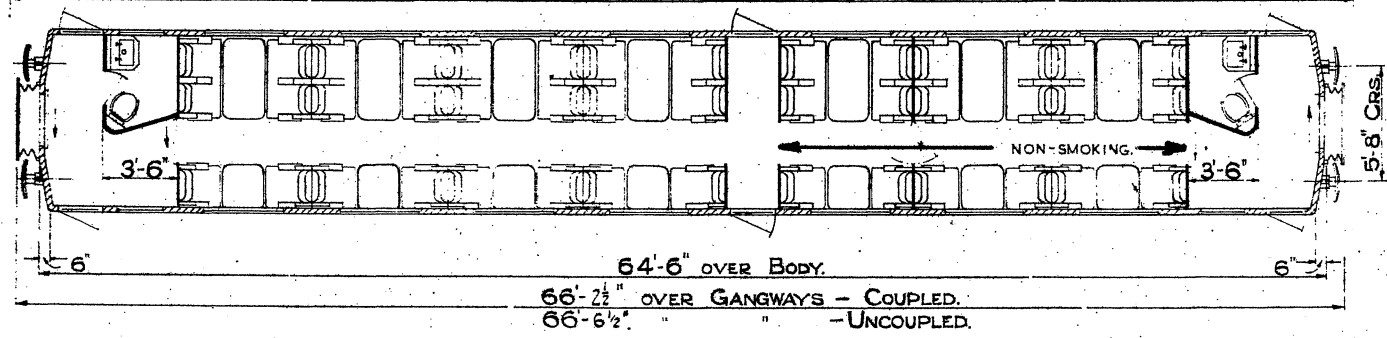 NON-SMOKING.
3'-6"
3'-6"
5'-8" CRS.
6"
64'-6" OVER BODY.
6"
66'-2½" OVER GANGWAYS - COUPLED.
66'-6½". " " -UNCOUPLED.